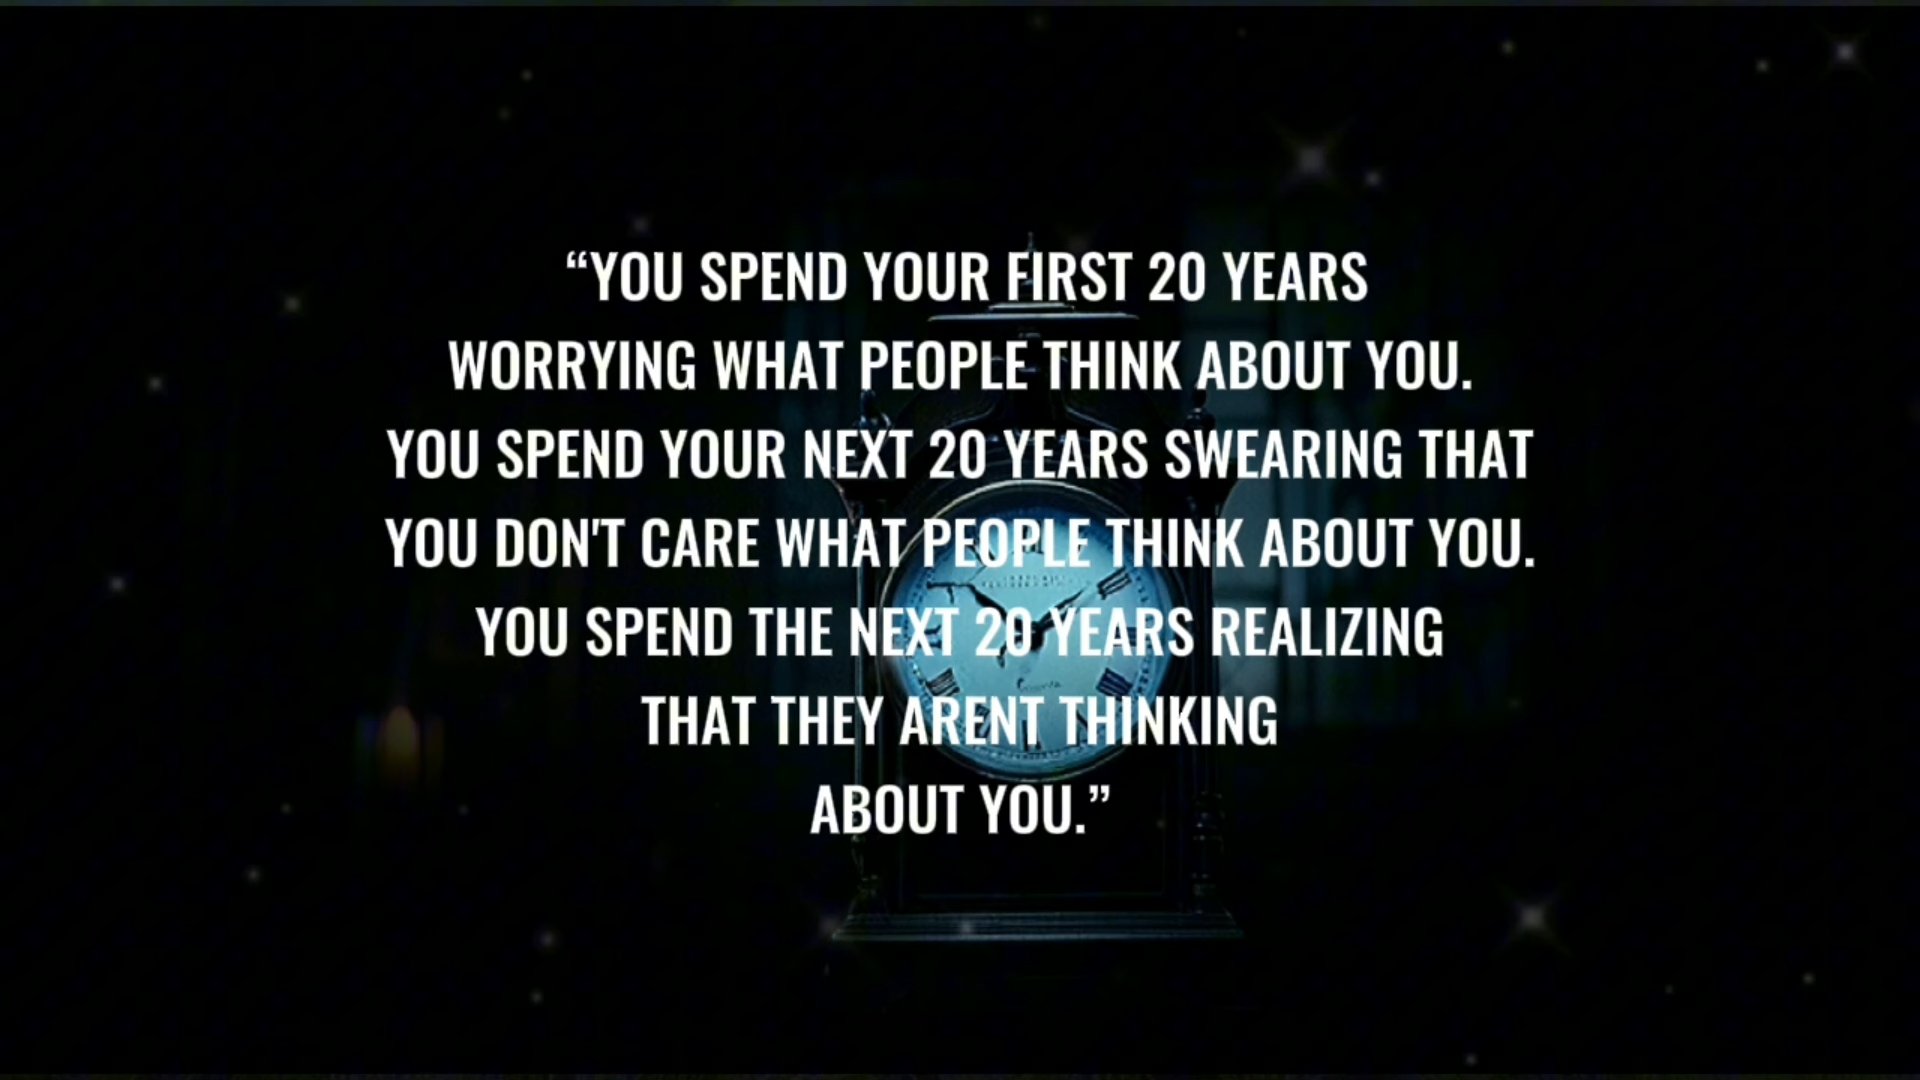 “YOU SPEND YOUR FIRST 20 YEARS
WORRYING WHAT PEOPLE THINK ABOUT YOU.
YOU SPEND YOUR NEXT 20 YEARS SWEARING THAT
YOU DON'T CARE WHAT PEOPLE THINK ABOUT YOU.
YOU SPEND THE NEXT 20 YEARS REALIZING
THAT THEY ARENT THINKING
ABOUT YOU.”